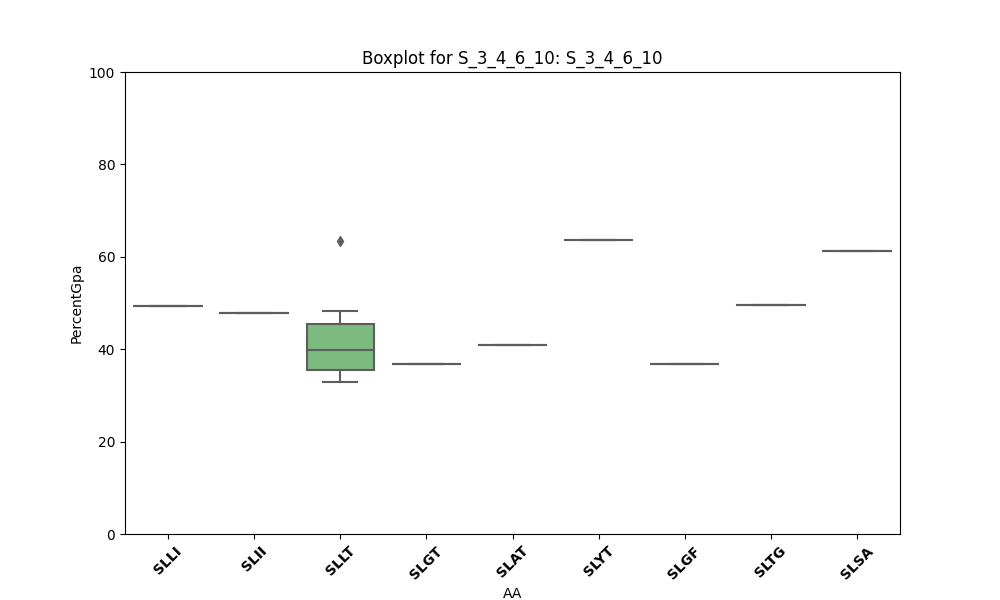 Boxplot for S_3_4_6_10: S_3_4_6_10
100
80
60
40
20
0
PercentGpa
SLLI
SLII
SLLT
SLGT
SLAT
SLYT
SLGF
SLTG
SLSA
AA